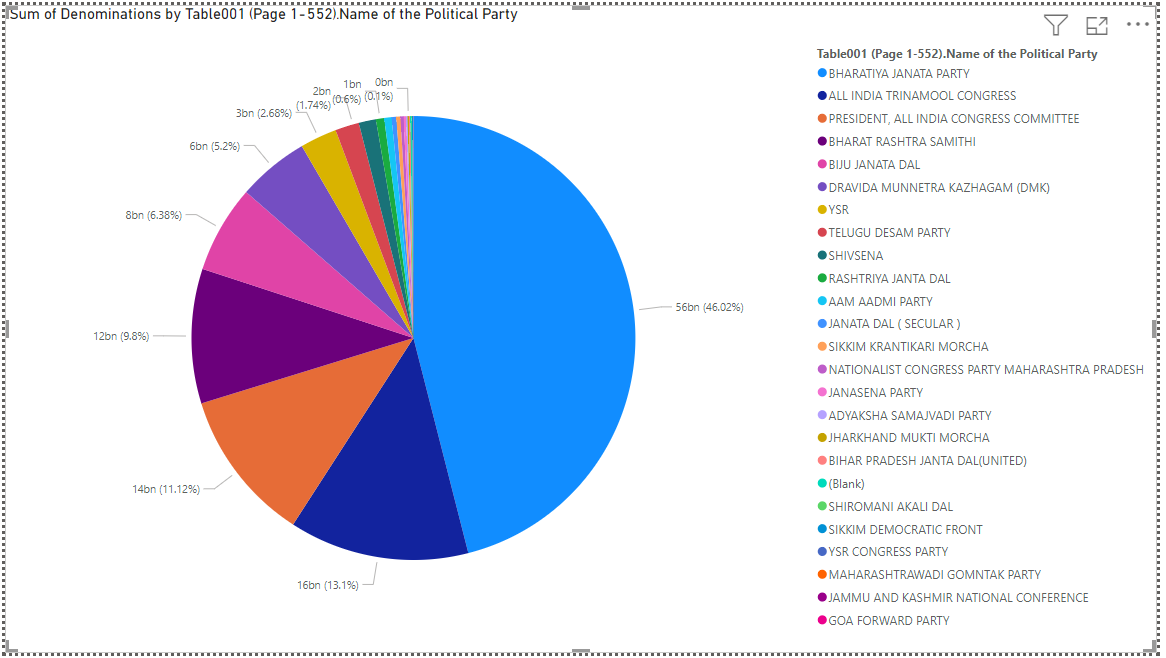 Sum of Denominations by Table001 (Page 1-552).Name of the Political Party
0bn
(0.1%)
1bn
(0.6%)
2bn
(1.74%)
3bn (2.68%)
6bn (5.2%)
8bn (6.38%)
12bn (9.8%)
14bn (11.12%)
16bn (13.1%)
56bn (46.02%)
Table001 (Page 1-552).Name of the Political Party
BHARATIYA JANATA PARTY
ALL INDIA TRINAMOOL CONGRESS
PRESIDENT, ALL INDIA CONGRESS COMMITTEE
BHARAT RASHTRA SAMITHI
BIJU JANATA DAL
DRAVIDA MUNNETRA KAZHAGAM (DMK)
YSR
TELUGU DESAM PARTY
SHIVSENA
RASHTRIYA JANTA DAL
AAM AADMI PARTY
JANATA DAL ( SECULAR )
SIKKIM KRANTIKARI MORCHA
NATIONALIST CONGRESS PARTY MAHARASHTRA PRADESH
JANASENA PARTY
ADYAKSHA SAMAJVADI PARTY
JHARKHAND MUKTI MORCHA
BIHAR PRADESH JANTA DAL(UNITED)
(Blank)
SHIROMANI AKALI DAL
SIKKIM DEMOCRATIC FRONT
YSR CONGRESS PARTY
MAHARASHTRAWADI GOMNTAK PARTY
JAMMU AND KASHMIR NATIONAL CONFERENCE
GOA FORWARD PARTY